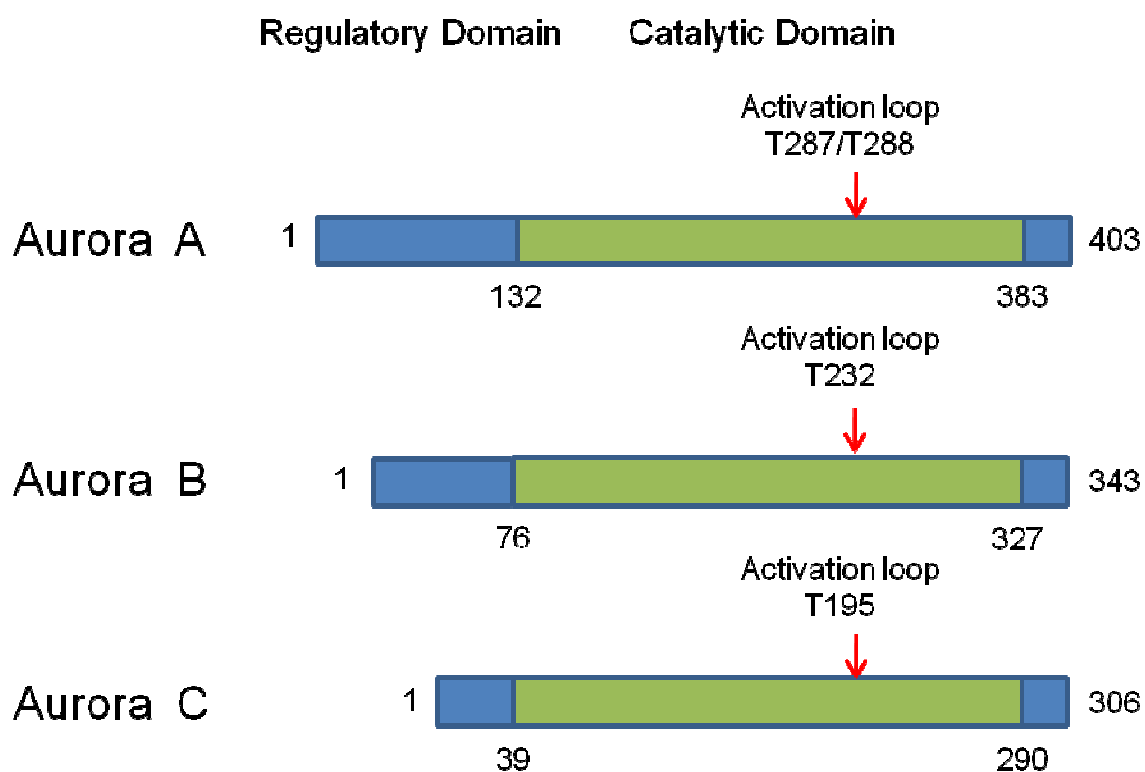 Regulatory Domain Catalytic Domain
Activation loop
T287/T288
Aurora A 1 403
132 383
Activation loop
T232
Aurora B 1 343
76 327
Activation loop
T195
Aurora C 1 306
39 290